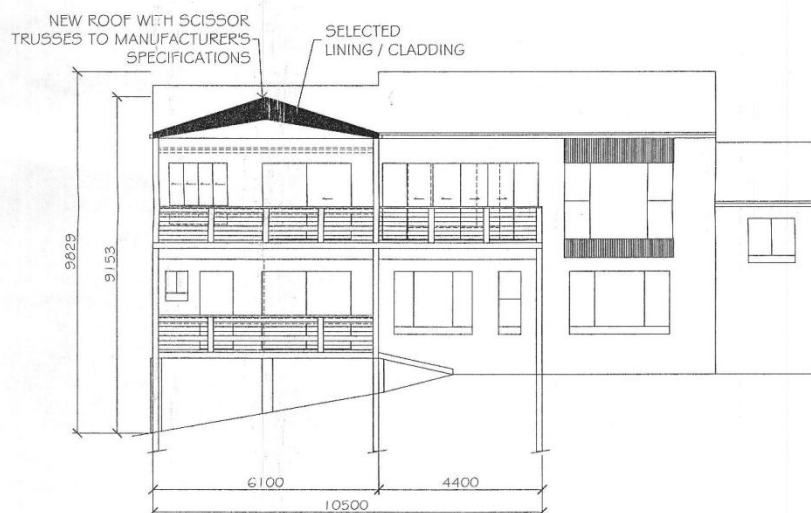 NEW ROOF WITH SCISSOR
TRUSSES TO MANUFACTURER'S
SPECIFICATIONS
SELECTED
LINING / CLADDING
9829
9153
6100
4400
10500